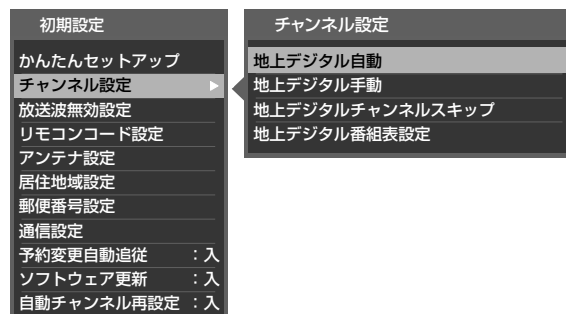 初期設定
かんたんセットアップ
チャンネル設定
放送波無効設定
リモコンコード設定
アンテナ設定
居住地域設定
郵便番号設定
通信設定
予約変更自動追従 ：入
ソフトウェア更新 ：入
自動チャンネル再設定 ：入
チャンネル設定
地上デジタル自動
地上デジタル手動
地上デジタルチャンネルスキップ
地上デジタル番組表設定